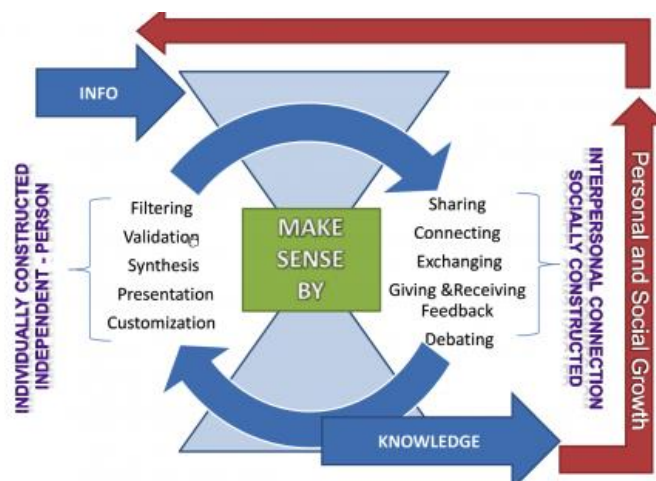 INFO
INDIVIDUALLY CONSTRUCTED
INDEPENDENT - PERSON
Filtering
Validation
Synthesis
Presentation
Customization
MAKE
SENSE
BY
Sharing
Connecting
Exchanging
Giving &Receiving
Feedback
Debating
INTERPERSONAL CONNECTION
SOCIALLY CONSTRUCTED
Personal and Social Growth
KNOWLEDGE